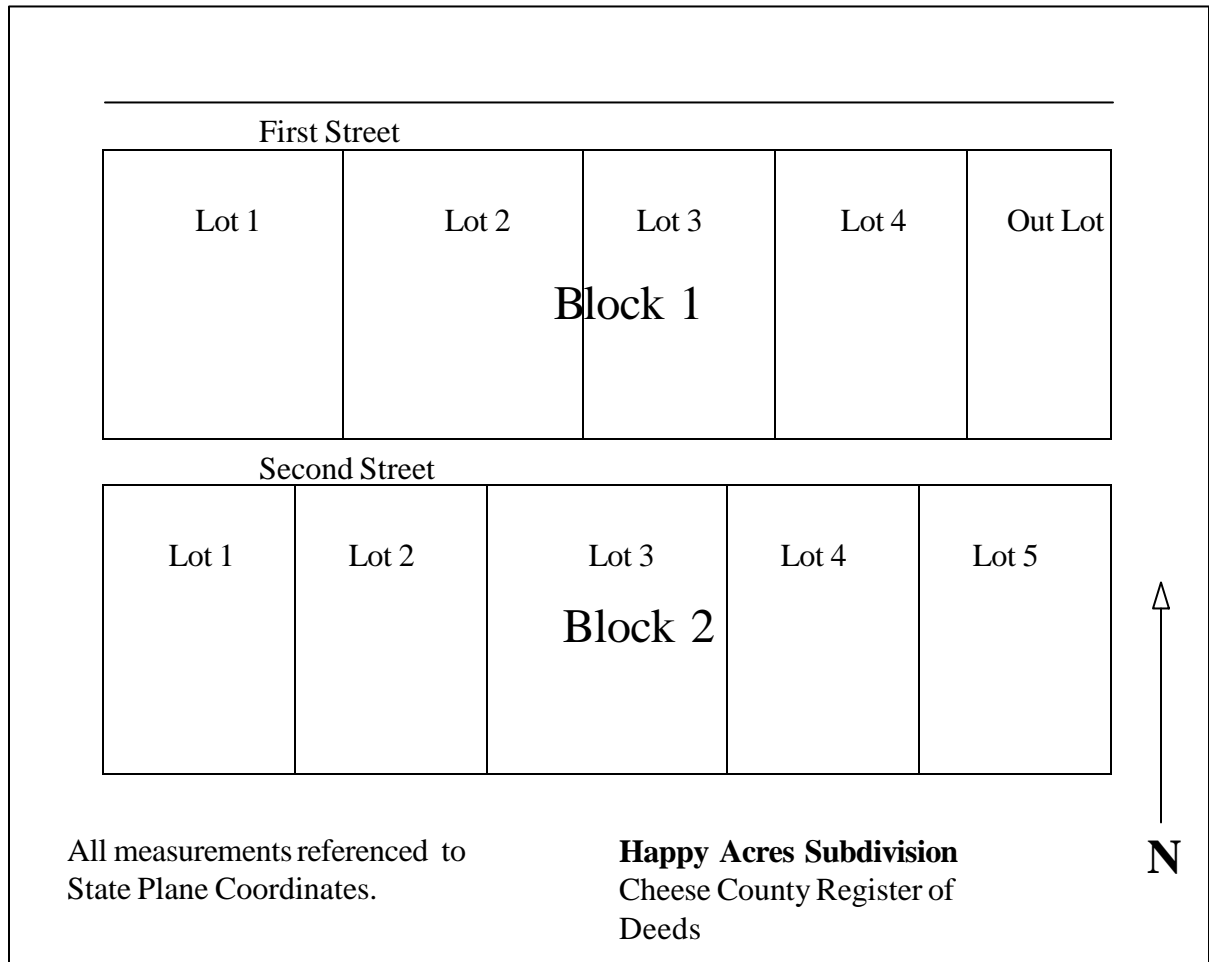 First Street
Lot 1 Lot 2 Lot 3 Lot 4 Out Lot
Block 1
Second Street
Lot 1 Lot 2 Lot 3 Lot 4 Lot 5
Block 2
All measurements referenced to
State Plane Coordinates.
Happy Acres Subdivision
Cheese County Register of
Deeds
N